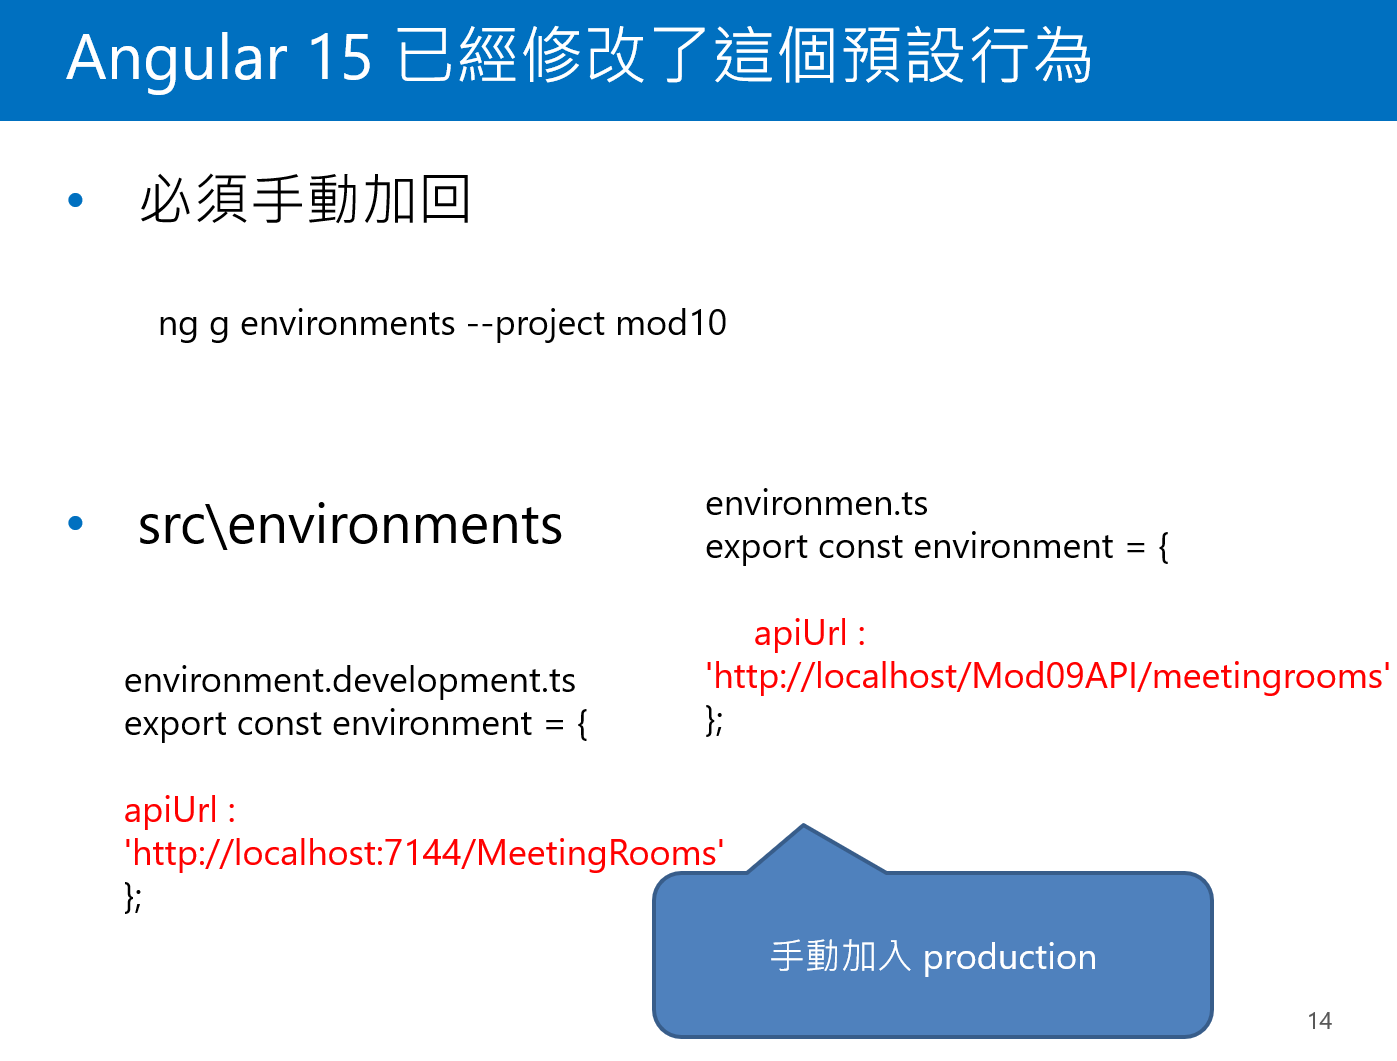 Angular 15 已經修改了這個預設行為
• 必須手動加回
ng g environments --project mod10
• src\environments
environment.development.ts
export const environment = {
apiUrl :
'http://localhost:7144/MeetingRooms'
};
environmen.ts
export const environment = {
apiUrl :
'http://localhost/Mod09API/meetingrooms'
};
手動加入 production
14